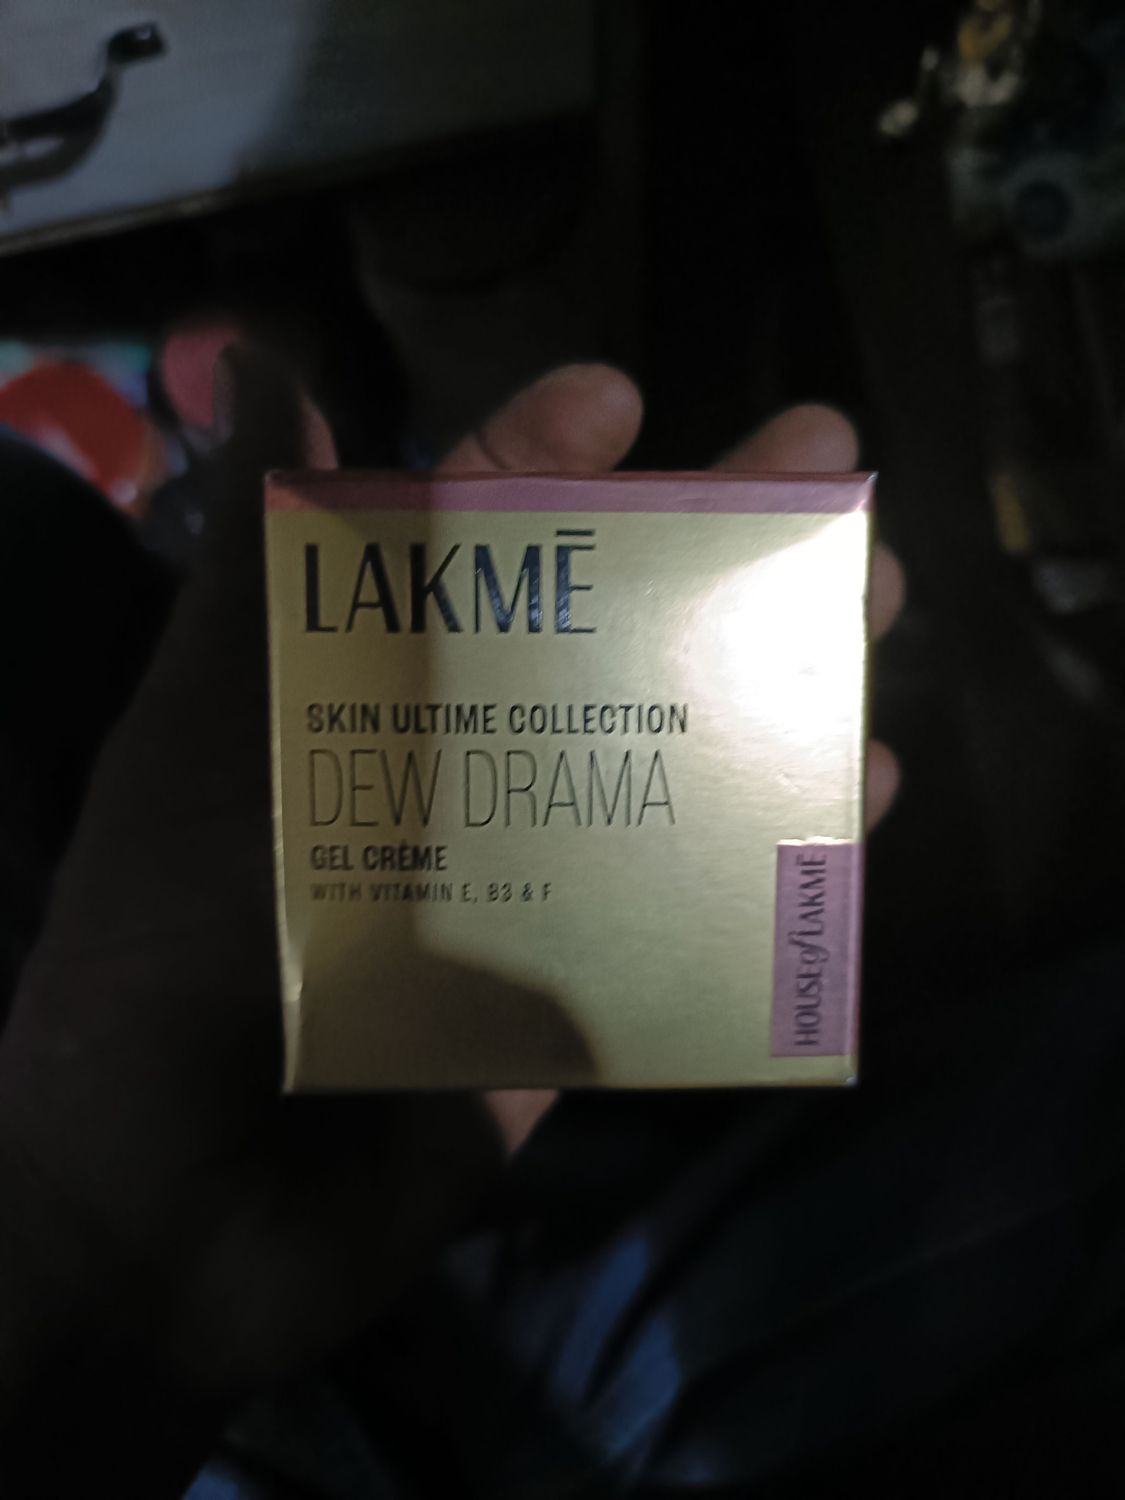 LAKMĒ
SKIN ULTIME COLLECTION
DEW DRAMA
GEL CRÈME
WITH VITAMIN E, B3 & F
HOUSE of LAKMĒ